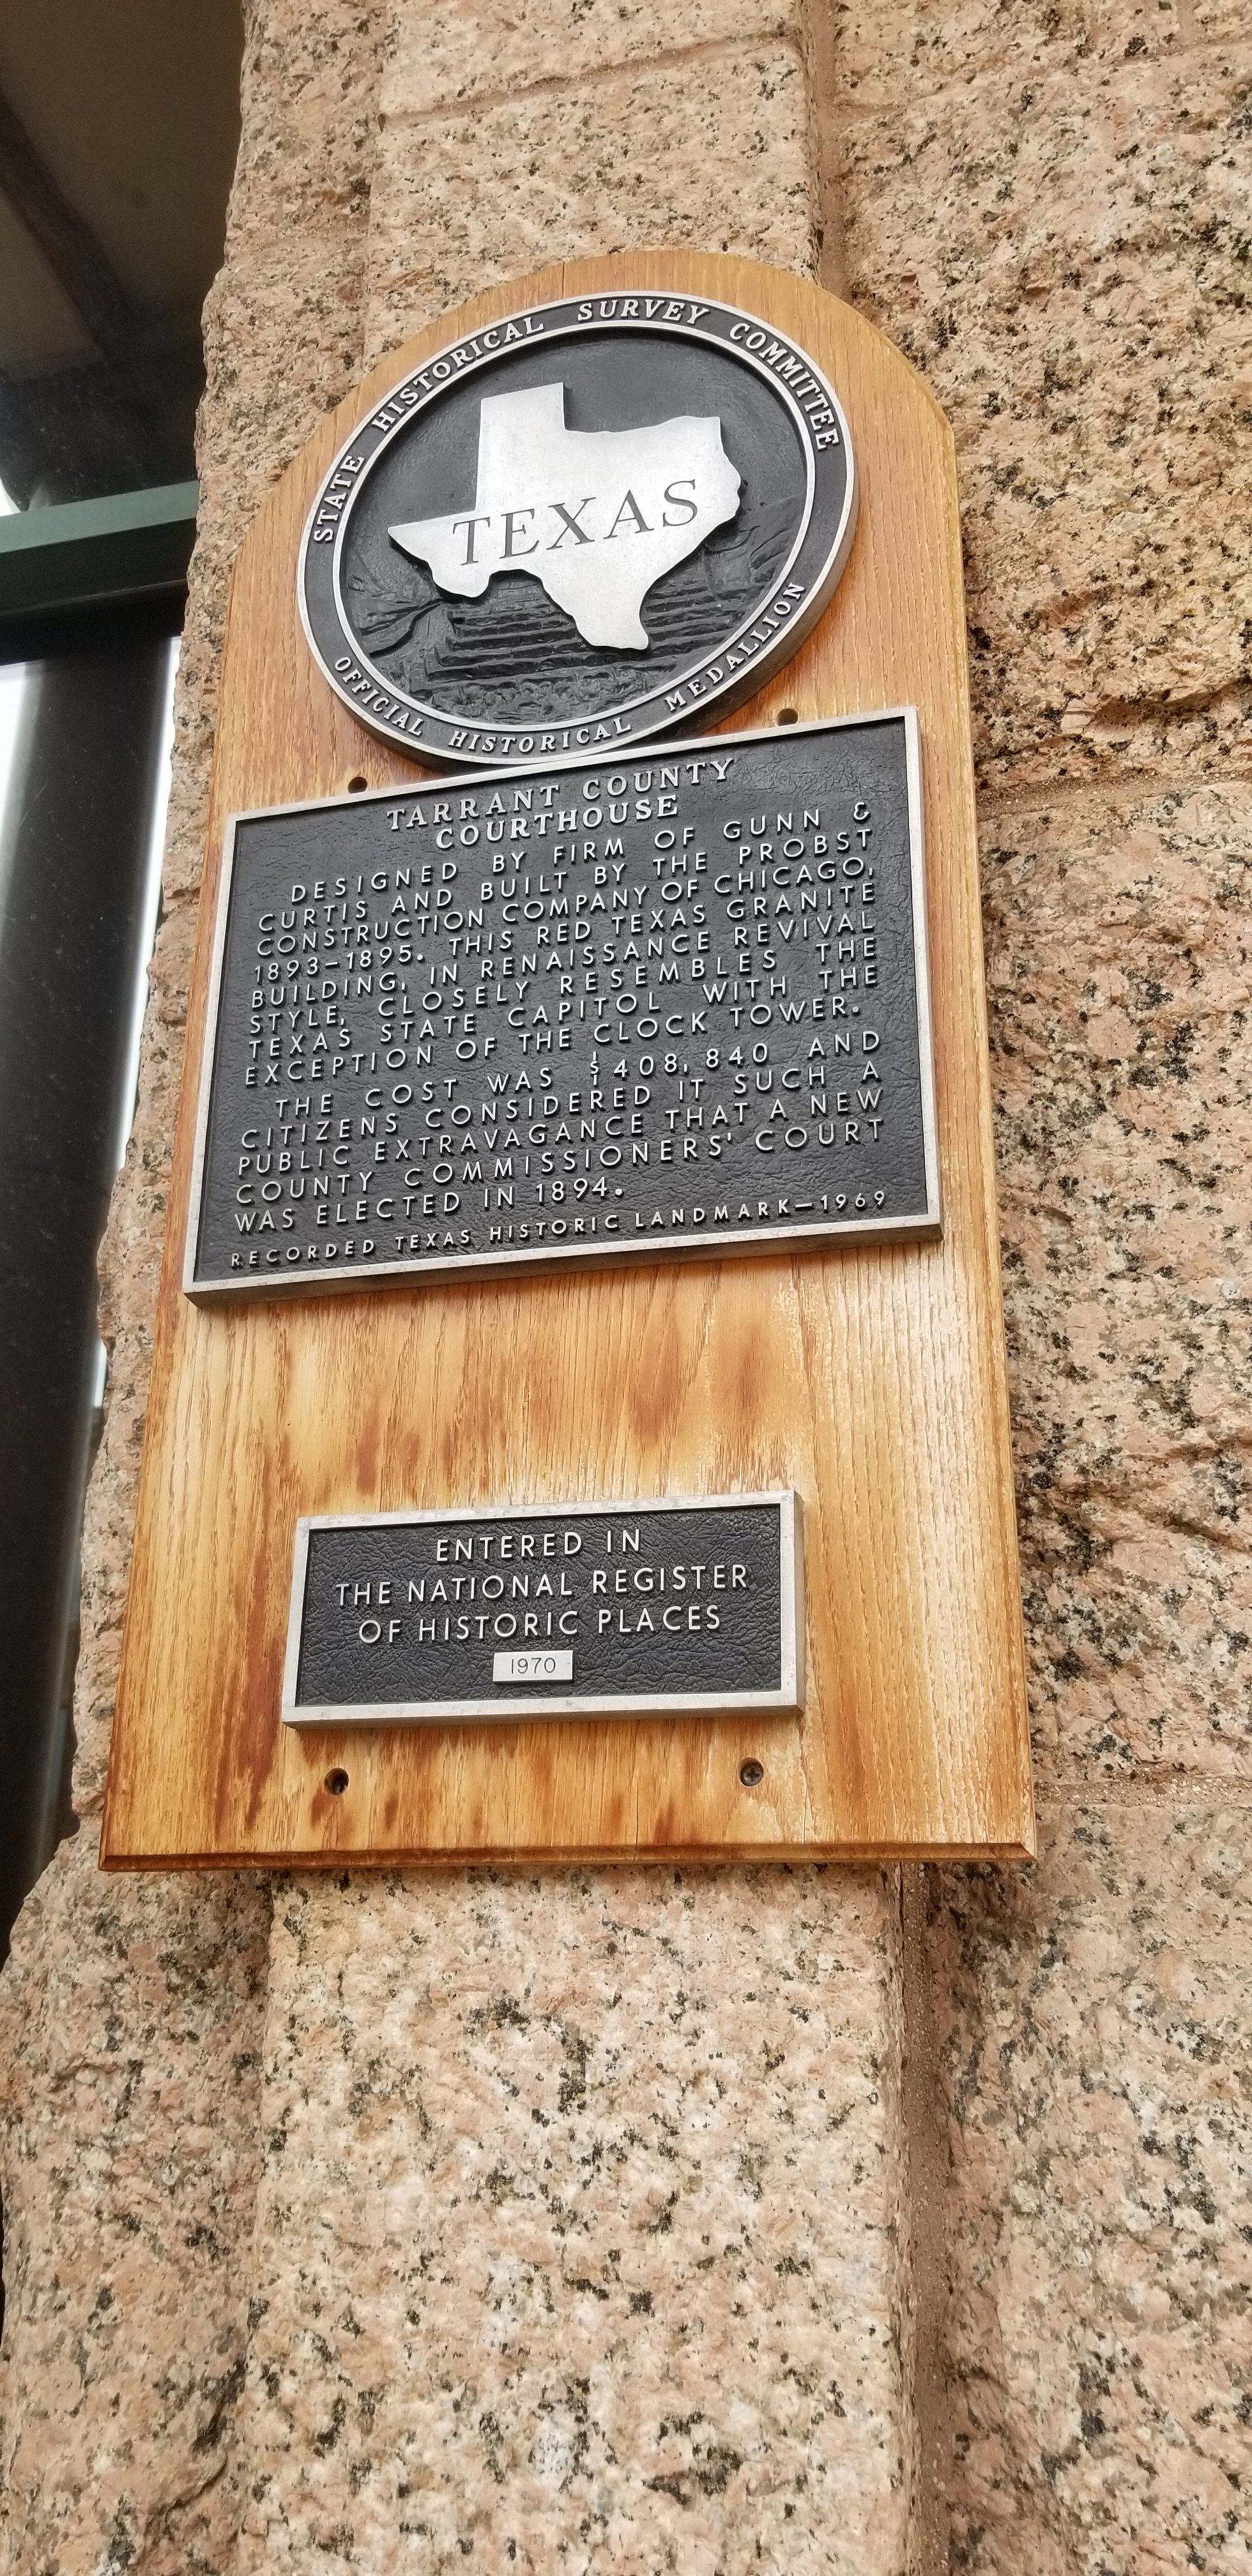 STATE HISTORICAL SURVEY COMMITTEE
TEXAS
OFFICIAL HISTORICAL MEDALLION
TARRANT COUNTY
COURTHOUSE
DESIGNED BY FIRM OF GUNN &
CURTIS AND BUILT BY THE PROBST
CONSTRUCTION COMPANY OF CHICAGO,
1893-1895. THIS RED TEXAS GRANITE
BUILDING, IN RENAISSANCE REVIVAL
STYLE, CLOSELY RESEMBLES THE
TEXAS STATE CAPITOL WITH THE
EXCEPTION OF THE CLOCK TOWER.
THE COST WAS $408,840 AND
CITIZENS CONSIDERED IT SUCH A
PUBLIC EXTRAVAGANCE THAT A NEW
COUNTY COMMISSIONERS' COURT
WAS ELECTED IN 1894.
RECORDED TEXAS HISTORIC LANDMARK—1969
ENTERED IN
THE NATIONAL REGISTER
OF HISTORIC PLACES
1970